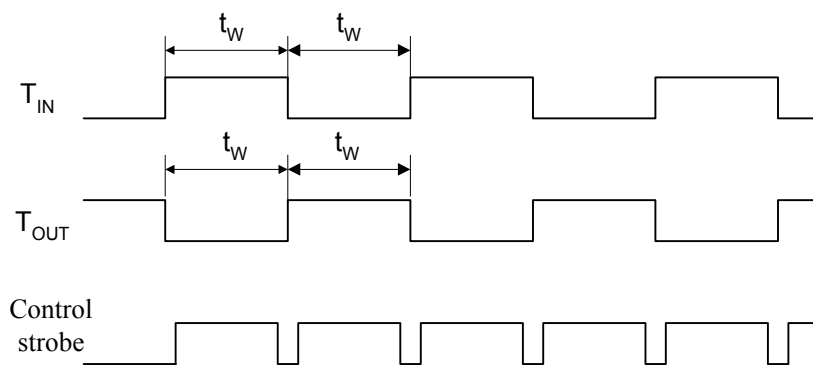 t_W t_W
T_IN
t_W t_W
T_OUT
Control
strobe